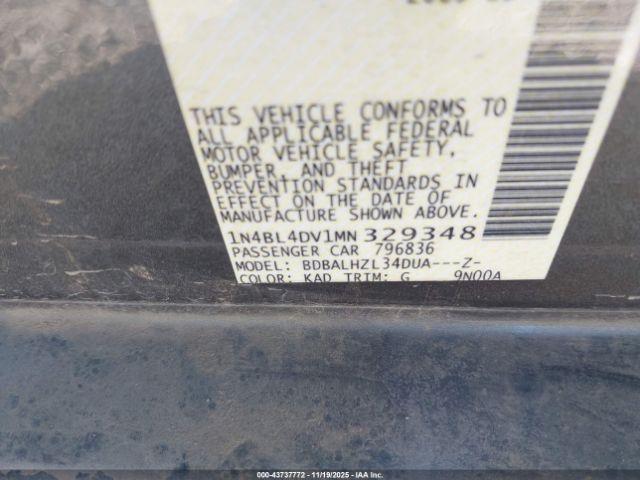 THIS VEHICLE CONFORMS TO
ALL APPLICABLE FEDERAL
MOTOR VEHICLE SAFETY,
BUMPER, AND THEFT
PREVENTION STANDARDS IN
EFFECT ON THE DATE OF
MANUFACTURE SHOWN ABOVE.
1N4BL4DV1MN329348
PASSENGER CAR 796836
MODEL: BDBALHZL34DUA---Z-
COLOR: KAD TRIM: G 9N00A
000-43737772 - 11/19/2025 - IAA Inc.